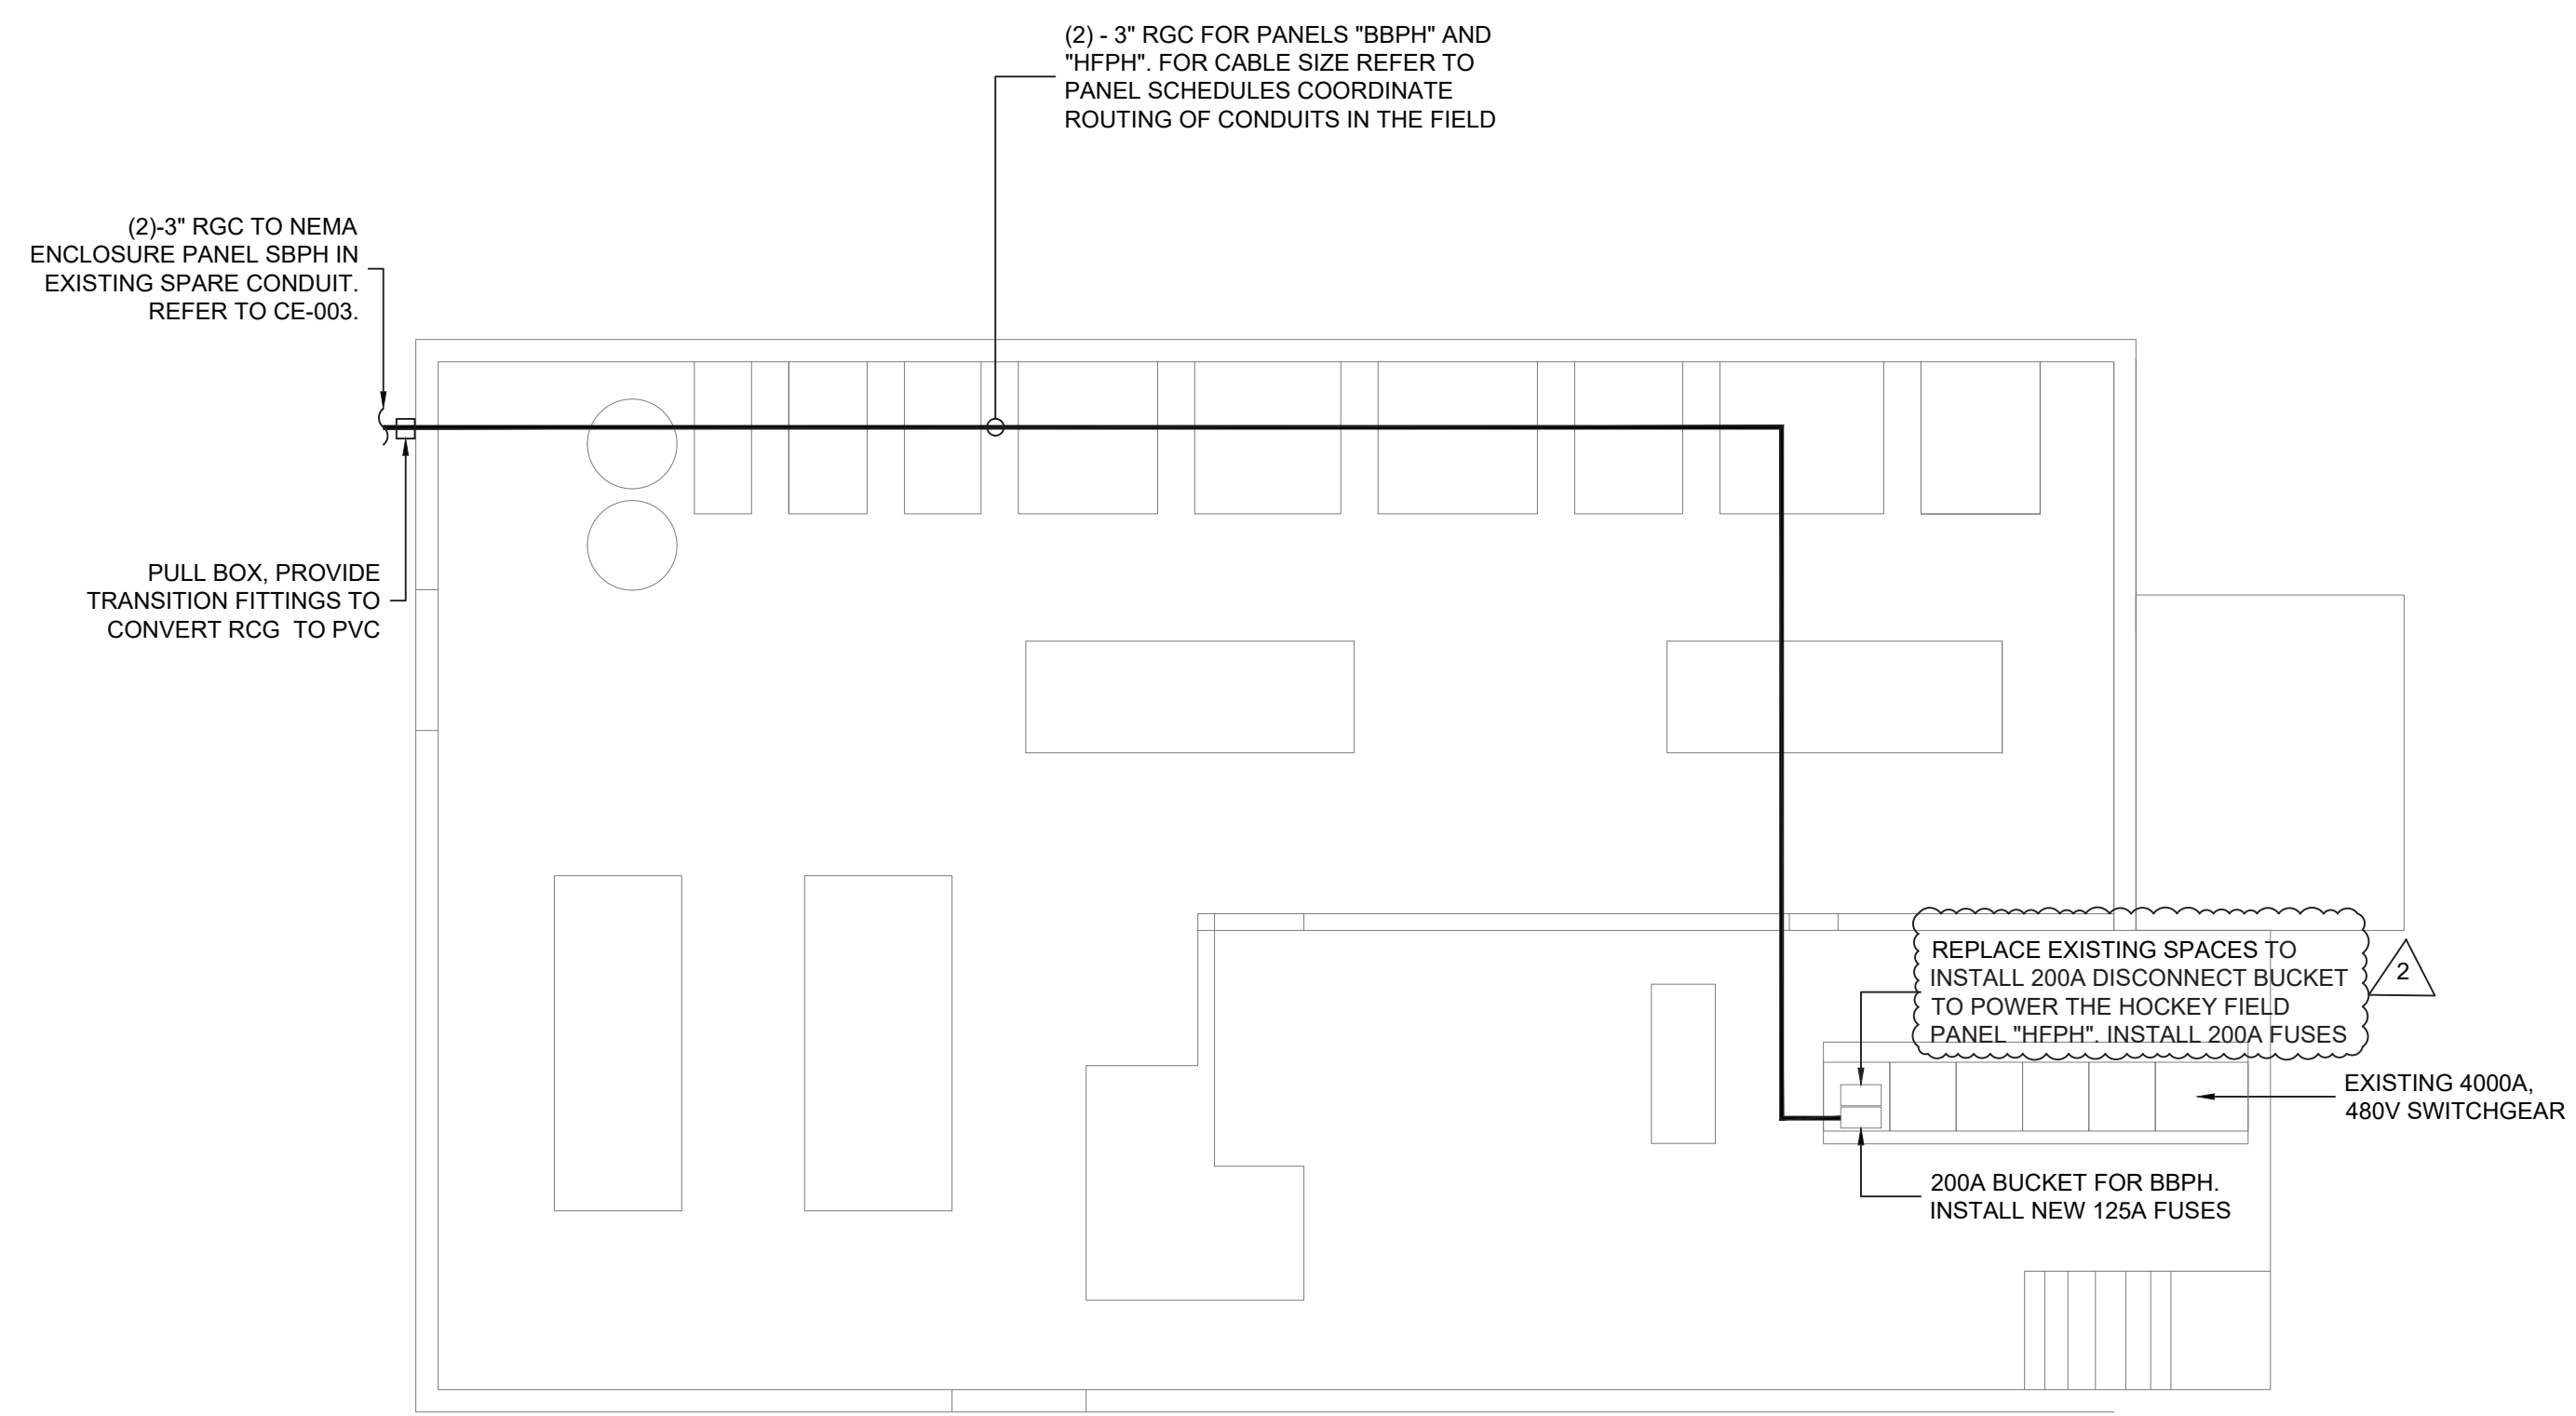 (2) - 3" RGC FOR PANELS "BBPH" AND
"HFPH". FOR CABLE SIZE REFER TO
PANEL SCHEDULES COORDINATE
ROUTING OF CONDUITS IN THE FIELD
(2)-3" RGC TO NEMA
ENCLOSURE PANEL SBPH IN
EXISTING SPARE CONDUIT.
REFER TO CE-003.
PULL BOX, PROVIDE
TRANSITION FITTINGS TO
CONVERT RCG  TO PVC
REPLACE EXISTING SPACES TO
INSTALL 200A DISCONNECT BUCKET
TO POWER THE HOCKEY FIELD
PANEL "HFPH". INSTALL 200A FUSES
2
EXISTING 4000A,
480V SWITCHGEAR
200A BUCKET FOR BBPH.
INSTALL NEW 125A FUSES